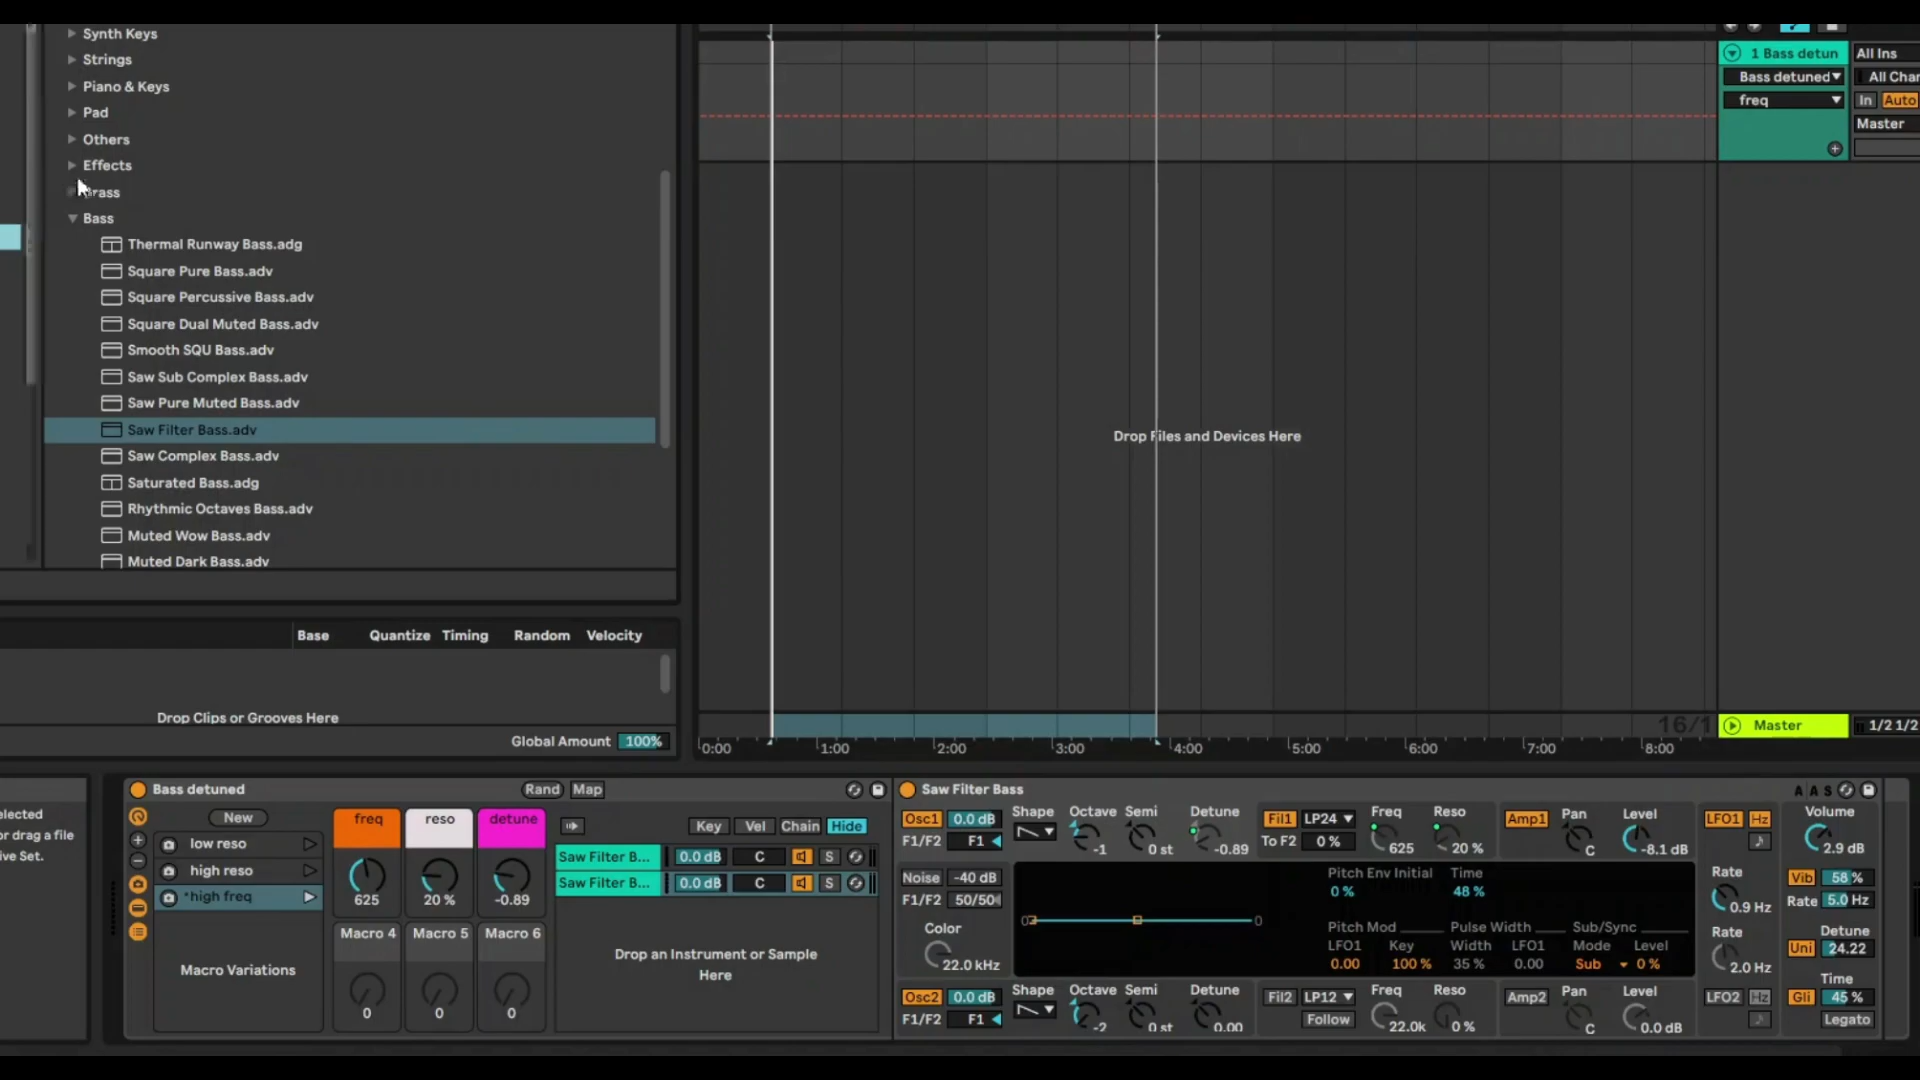 Synth Keys
Strings
Piano & Keys
Pad
Others
Effects
rass
Bass
Thermal Runway Bass.adg
Square Pure Bass.adv
Square Percussive Bass.adv
Square Dual Muted Bass.adv
Smooth SQU Bass.adv
Saw Sub Complex Bass.adv
Saw Pure Muted Bass.adv
Saw Filter Bass.adv
Saw Complex Bass.adv
Saturated Bass.adg
Rhythmic Octaves Bass.adv
Muted Wow Bass.adv
Muted Dark Bass.adv
Base Quantize Timing Random Velocity
Drop Clips or Grooves Here
Global Amount 100%
Drop Files and Devices Here
16/1
0:00 1:00 2:00 3:00 4:00 5:00 6:00 7:00 8:00
1 Bass detun All Ins
Bass detuned All Char
freq In Auto
Master
Master 1/2 1/2
elected
or drag a file
ive Set.
Bass detuned Rand Map
New
low reso
high reso
*high freq
Macro Variations
freq reso detune
625 20 % -0.89
Macro 4 Macro 5 Macro 6
0 0 0
Key Vel Chain Hide
Saw Filter B... 0.0 dB C S
Saw Filter B... 0.0 dB C S
Drop an Instrument or Sample
Here
Saw Filter Bass A A S
Osc1 0.0 dB Shape Octave Semi Detune
F1/F2 F1 -1 0 st -0.89
Fil1 LP24 Freq Reso
To F2 0 % 625 20 %
Amp1 Pan Level
C -8.1 dB
LFO1 Hz
Volume
2.9 dB
Noise -40 dB
F1/F2 50/50
Color
22.0 kHz
0 0
Pitch Env Initial Time
0 % 48 %
Pitch Mod Pulse Width Sub/Sync
LFO1 Key Width LFO1 Mode Level
0.00 100 % 35 % 0.00 Sub 0 %
Rate
0.9 Hz
Rate
2.0 Hz
Vib 58 %
Rate 5.0 Hz
Detune
Uni 24.22
Time
Gli 45 %
Legato
Osc2 0.0 dB Shape Octave Semi Detune
F1/F2 F1 -2 0 st 0.00
Fil2 LP12 Freq Reso
Follow 22.0k 0 %
Amp2 Pan Level
C 0.0 dB
LFO2 Hz